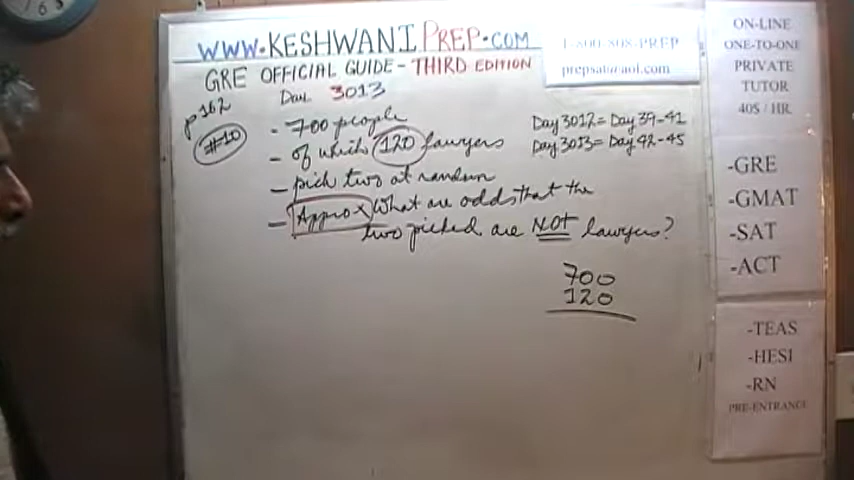 WWW.KESHWANIPREP.COM
1-800-808-PREP
prepsat@aol.com
GRE OFFICIAL GUIDE - THIRD EDITION
Day 3013
p162
#10
- 700 people
- of which 120 lawyers
- pick two at random
- Approx What are odds that the
two picked are NOT lawyers?
Day 3012 = Day 39-41
Day 3013 = Day 42-45
700
120
ON-LINE
ONE-TO-ONE
PRIVATE
TUTOR
40$ / HR
-GRE
-GMAT
-SAT
-ACT
-TEAS
-HESI
-RN
PRE-ENTRANCE